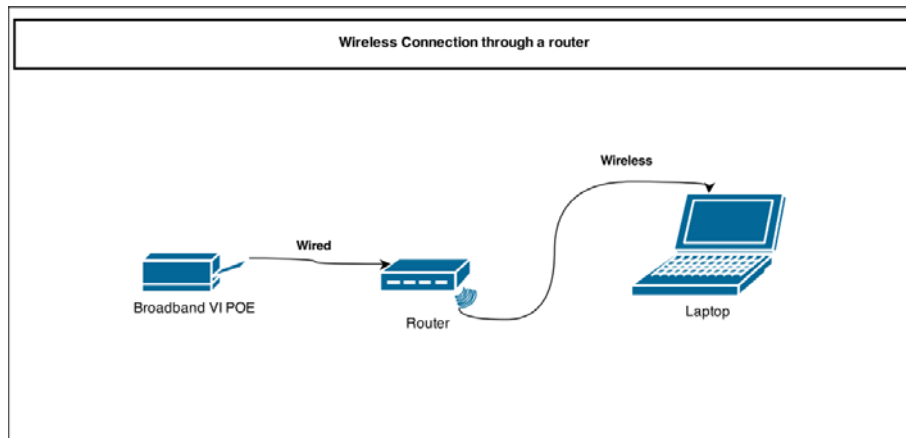 Wireless Connection through a router
Wireless
Wired
Broadband VI POE
Router
Laptop